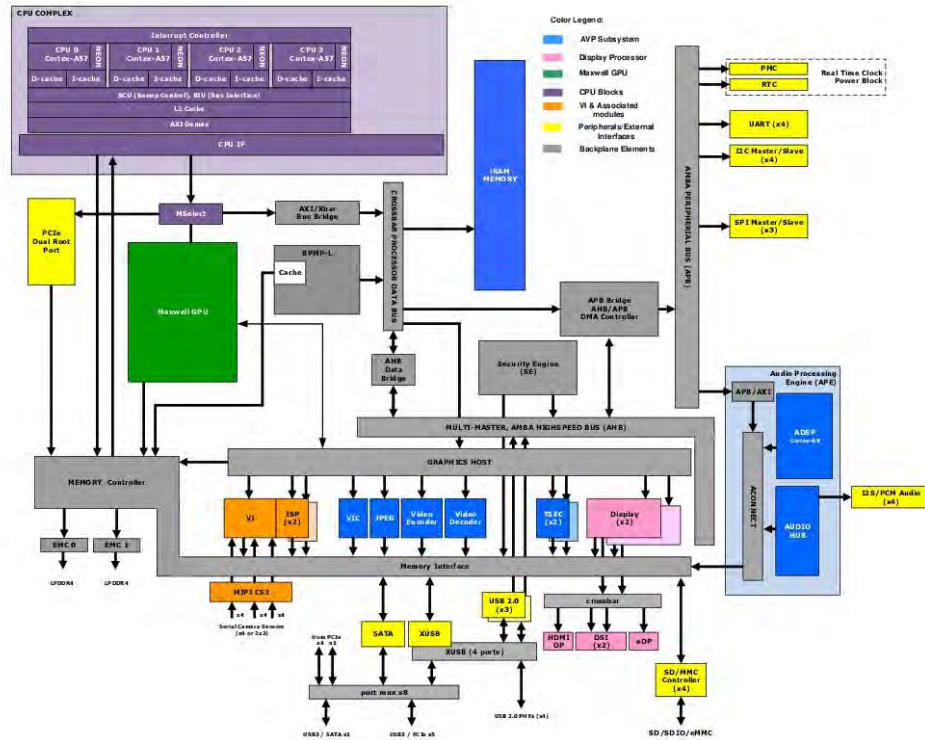 CPU COMPLEX
Interrupt Controller
CPU 0
Cortex-A57
NEON
CPU 1
Cortex-A57
NEON
CPU 2
Cortex-A57
NEON
CPU 3
Cortex-A57
NEON
D-cache
I-cache
D-cache
I-cache
D-cache
I-cache
D-cache
I-cache
SCU (Snoop Control), BIU (Bus Interface)
L2 Cache
AXI Demux
CPU IF
Color Legend:
AVP Subsystem
Display Processor
Maxwell GPU
CPU Blocks
VI & Associated
modules
Peripherals/External
Interfaces
Backplane Elements
PMC
RTC
Real Time Clock
Power Block
UART (x4)
I2C Master/Slave
(x4)
SPI Master/Slave
(x3)
AMBA PERIPHERIAL BUS (APB)
IRAM
MEMORY
CROSSBAR PROCESSOR DATA BUS
PCIe
Dual Root
Port
MSelect
AXI/Xbar
Bus Bridge
BPMP-L
Cache
Maxwell GPU
APB Bridge
AHB/APB
DMA Controller
AHB
Data
Bridge
Security Engine
(SE)
Audio Processing
Engine (APE)
APB/AXI
ADSP
ACONNECT
AUDIO
HUB
I2S/PCM Audio
(x4)
MULTI-MASTER, AMBA HIGHSPEED BUS (AHB)
GRAPHICS HOST
MEMORY Controller
VI
ISP
(x2)
VIC
JPEG
Video
Encoder
Video
Decoder
TSEC
(x2)
Display
(x2)
EMC 0
EMC 1
LPDDR4
LPDDR4
Memory Interface
MIPI CSI
x4
x4
x4
Serial Camera Sensors
(x4 or 2x2)
USB 2.0
(x3)
crossbar
HDMI
DP
DSI
(x2)
eDP
from PCIe
x4
x1
SATA
XUSB
XUSB (4 ports)
SD/MMC
Controller
(x4)
port mux x8
USB3 / SATA x1
USB3 / PCIe x5
USB 2.0 PHYs (x4)
SD/SDIO/eMMC